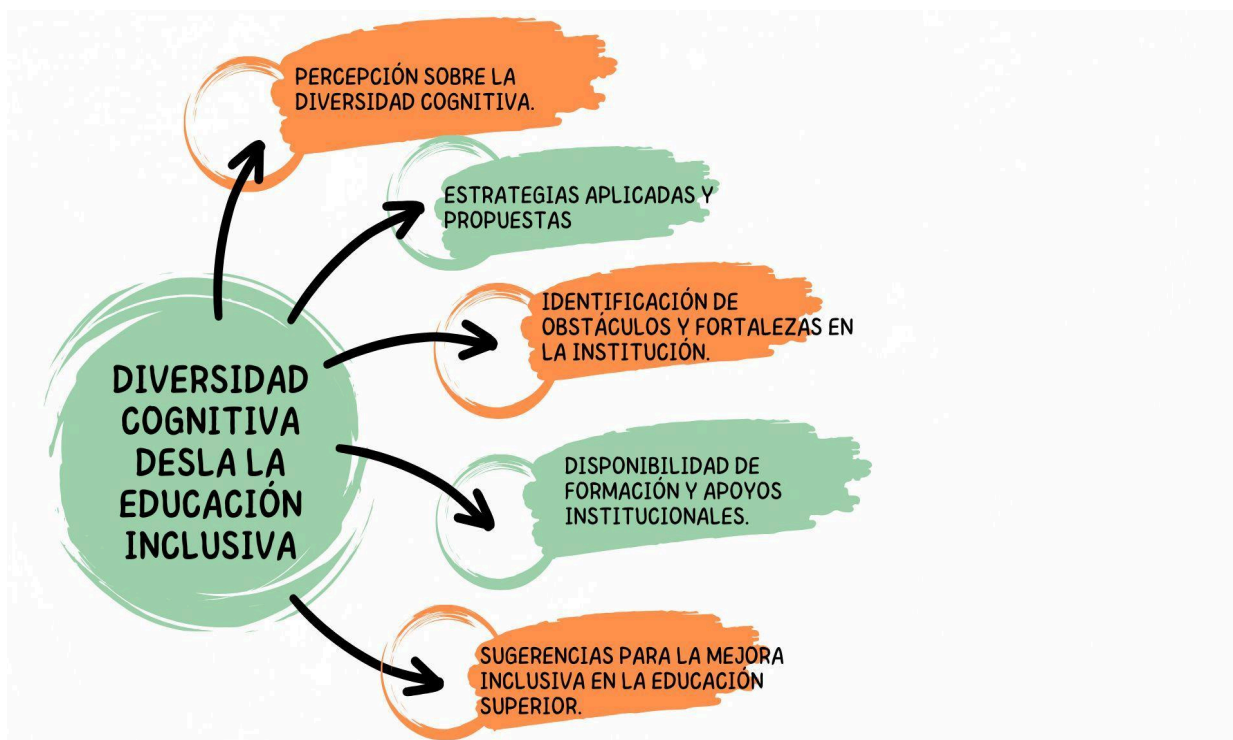 PERCEPCIÓN SOBRE LA
DIVERSIDAD COGNITIVA.
ESTRATEGIAS APLICADAS Y
PROPUESTAS
IDENTIFICACIÓN DE
OBSTÁCULOS Y FORTALEZAS EN
LA INSTITUCIÓN.
DIVERSIDAD
COGNITIVA
DESLA LA
EDUCACIÓN
INCLUSIVA
DISPONIBILIDAD DE
FORMACIÓN Y APOYOS
INSTITUCIONALES.
SUGERENCIAS PARA LA MEJORA
INCLUSIVA EN LA EDUCACIÓN
SUPERIOR.